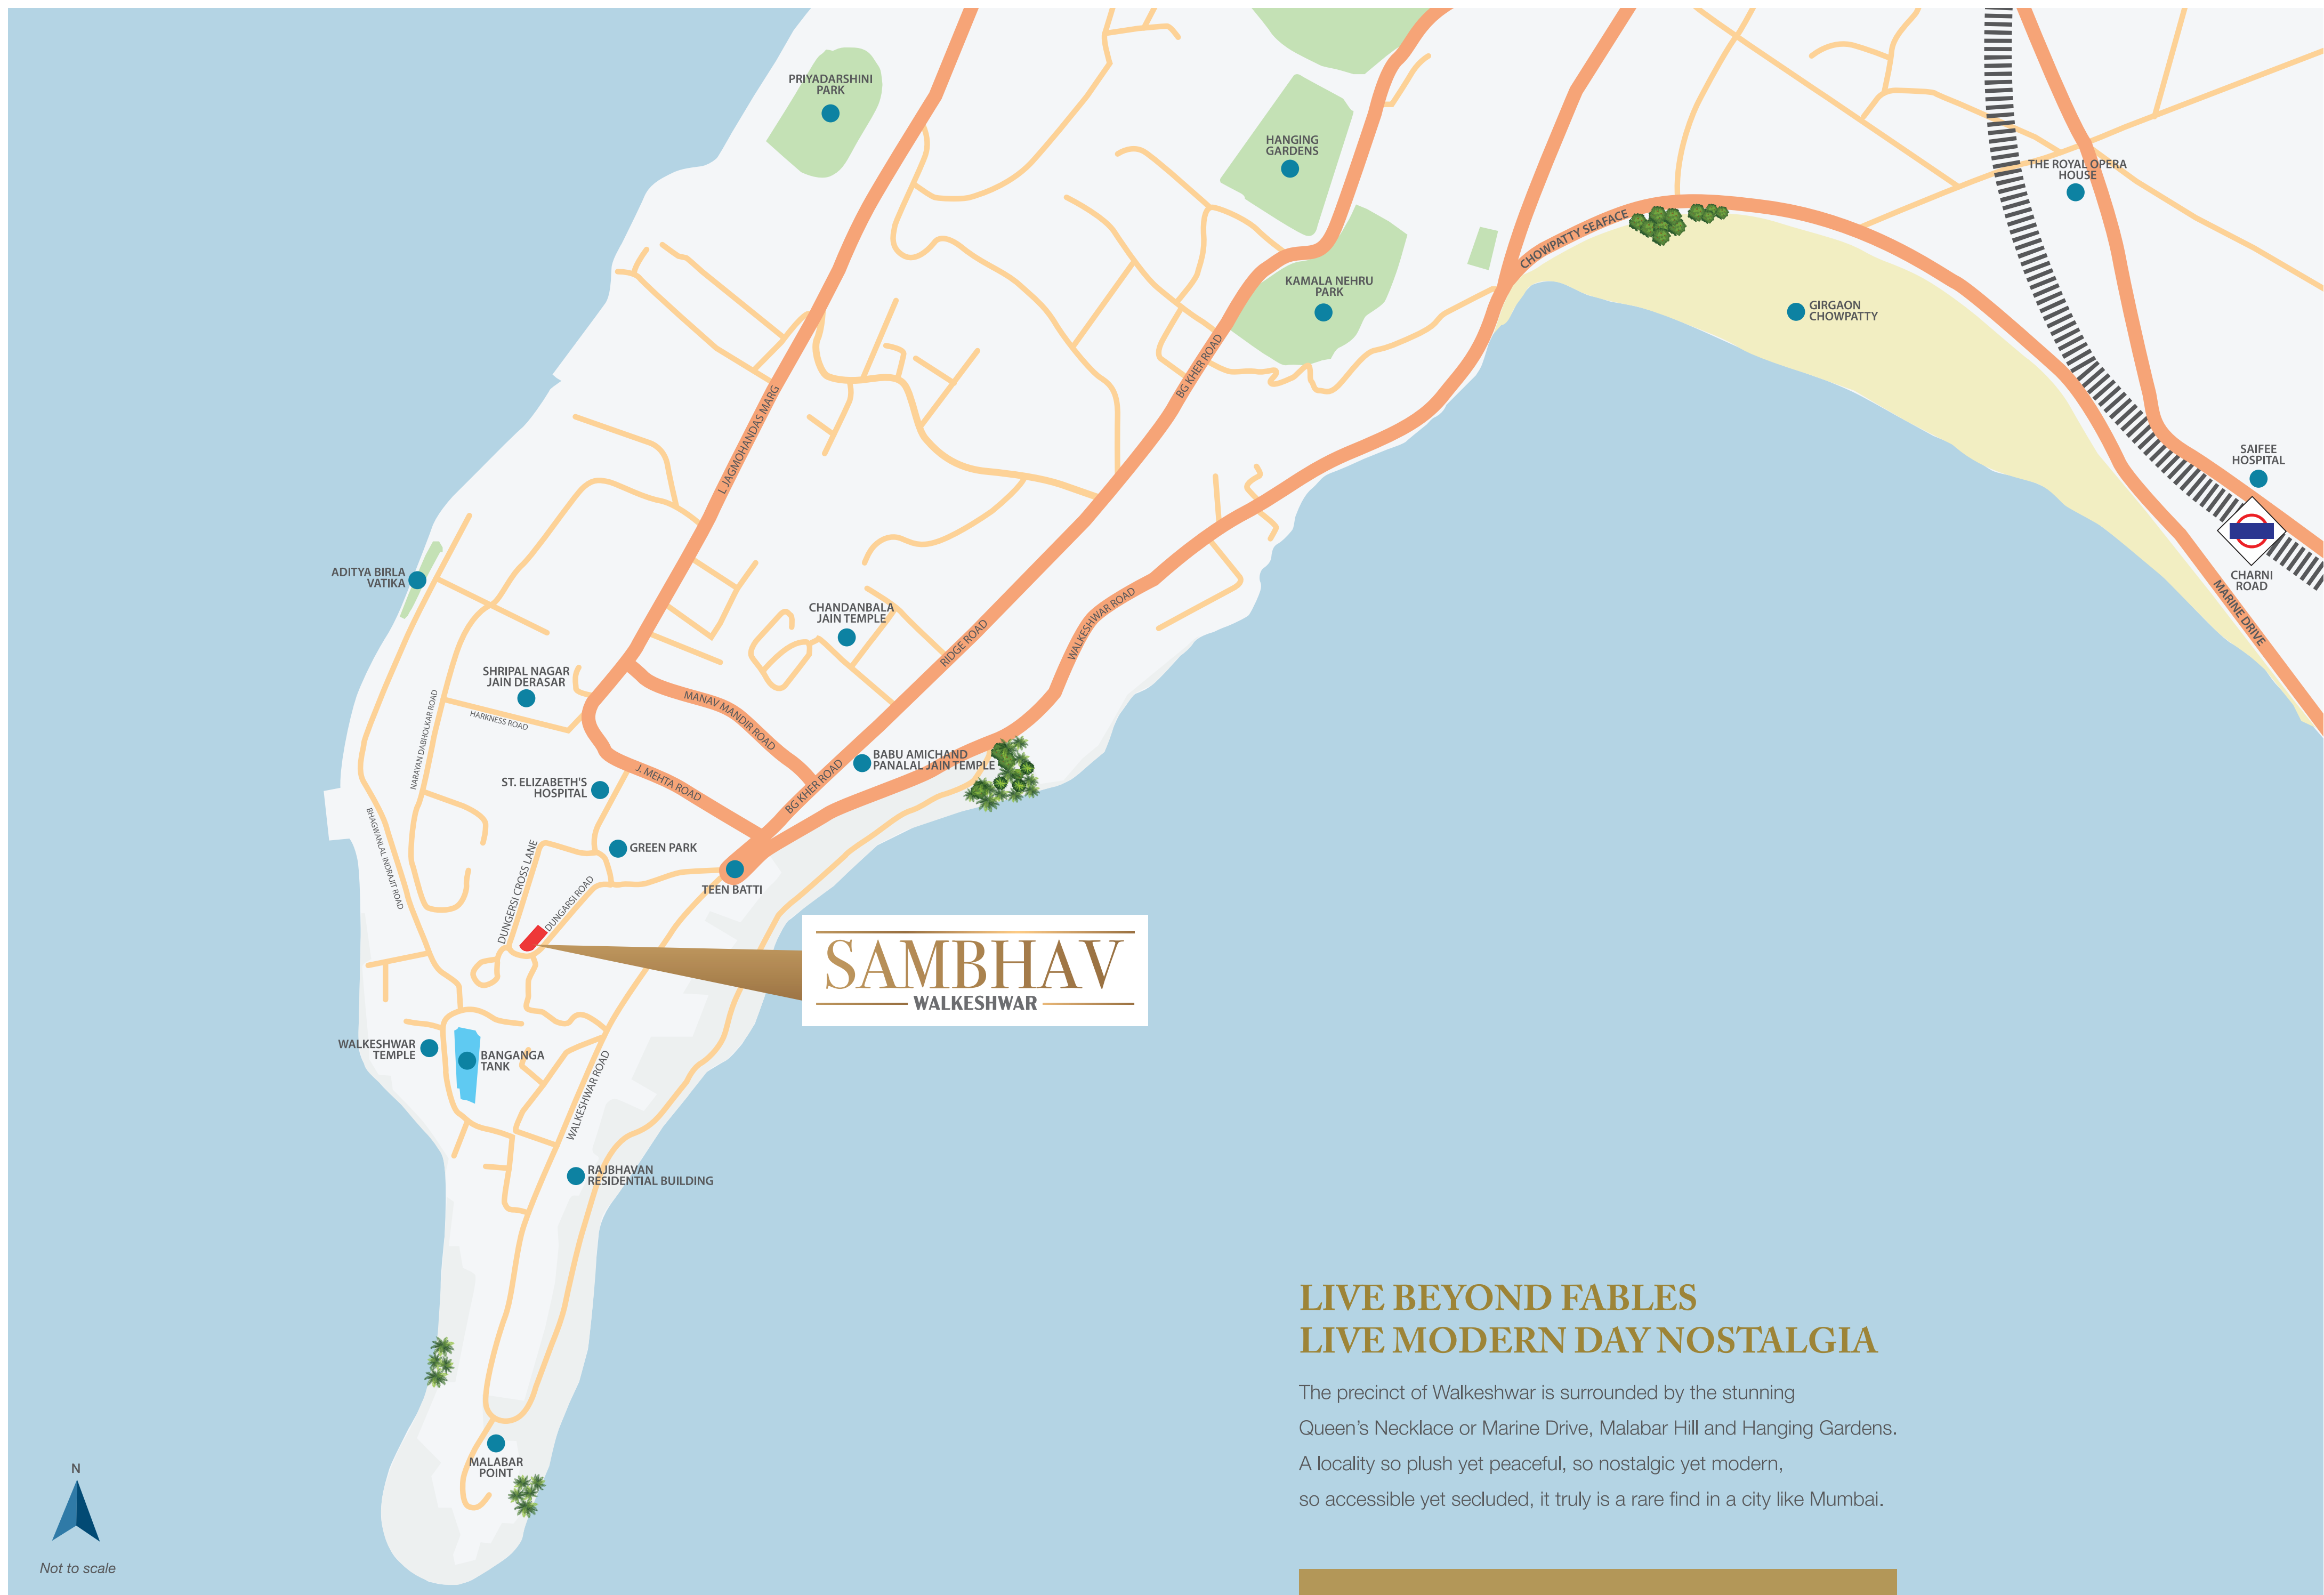 PRIYADARSHINI
PARK
HANGING
GARDENS
THE ROYAL OPERA
HOUSE
CHOWPATTY SEAFACE
KAMALA NEHRU
PARK
GIRGAON
CHOWPATTY
BG KHER ROAD
L JAGMOHANDAS MARG
SAIFEE
HOSPITAL
CHARNI
ROAD
MARINE DRIVE
ADITYA BIRLA
VATIKA
CHANDANBALA
JAIN TEMPLE
RIDGE ROAD
WALKESHWAR ROAD
SHRIPAL NAGAR
JAIN DERASAR
HARKNESS ROAD
NARAYAN DABHOLKAR ROAD
MANAV MANDIR ROAD
BABU AMICHAND
PANALAL JAIN TEMPLE
ST. ELIZABETH'S
HOSPITAL
J. MEHTA ROAD
BG KHER ROAD
BHAGWANLAL INDRAJIT ROAD
GREEN PARK
DUNGERSI CROSS LANE
DUNGARSI ROAD
TEEN BATTI
SAMBHAV
WALKESHWAR
WALKESHWAR
TEMPLE
BANGANGA
TANK
WALKESHWAR ROAD
RAJBHAVAN
RESIDENTIAL BUILDING
MALABAR
POINT
LIVE BEYOND FABLES
LIVE MODERN DAY NOSTALGIA
The precinct of Walkeshwar is surrounded by the stunning
Queen's Necklace or Marine Drive, Malabar Hill and Hanging Gardens.
A locality so plush yet peaceful, so nostalgic yet modern,
so accessible yet secluded, it truly is a rare find in a city like Mumbai.
N
Not to scale